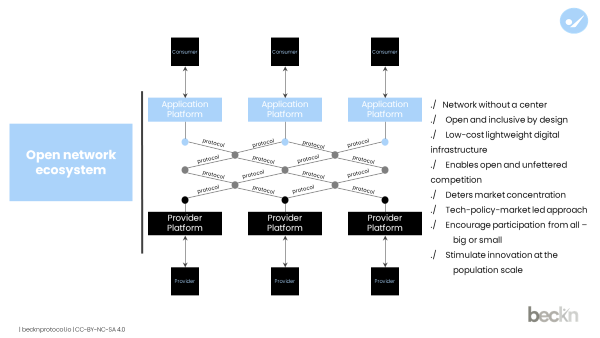 Consumer
Consumer
Consumer
Application
Platform
Application
Platform
Application
Platform
protocol
protocol
protocol
protocol
protocol
protocol
protocol
protocol
protocol
protocol
protocol
protocol
Provider
Platform
Provider
Platform
Provider
Platform
Provider
Provider
Provider
Open network
ecosystem
./ Network without a center
./ Open and inclusive by design
./ Low-cost lightweight digital
infrastructure
./ Enables open and unfettered
competition
./ Deters market concentration
./ Tech-policy-market led approach
./ Encourage participation from all –
big or small
./ Stimulate innovation at the
population scale
beckn
| becknprotocol.io | CC-BY-NC-SA 4.0